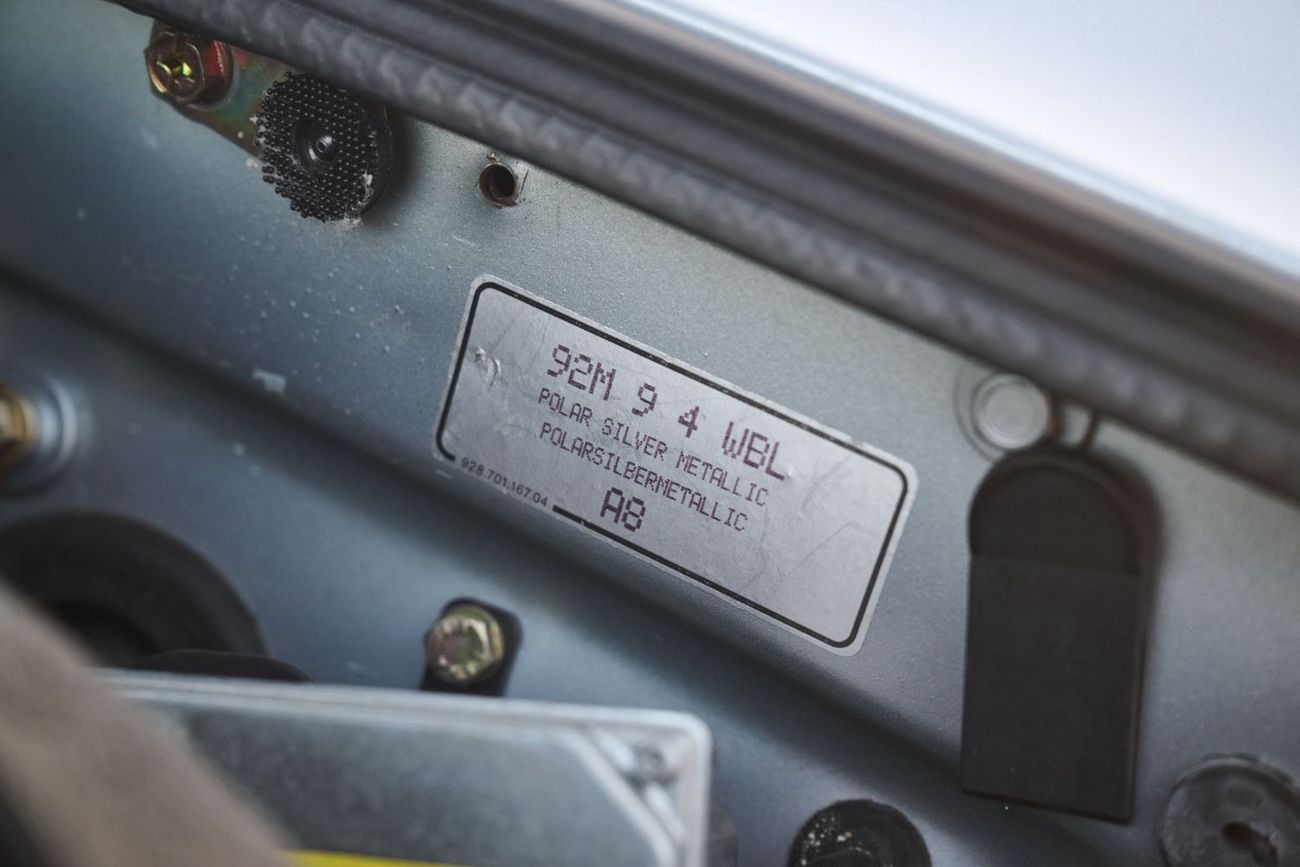 92M 9 4 WBL
POLAR SILVER METALLIC
POLARSILBERMETALLIC
A8
928.701.167.04